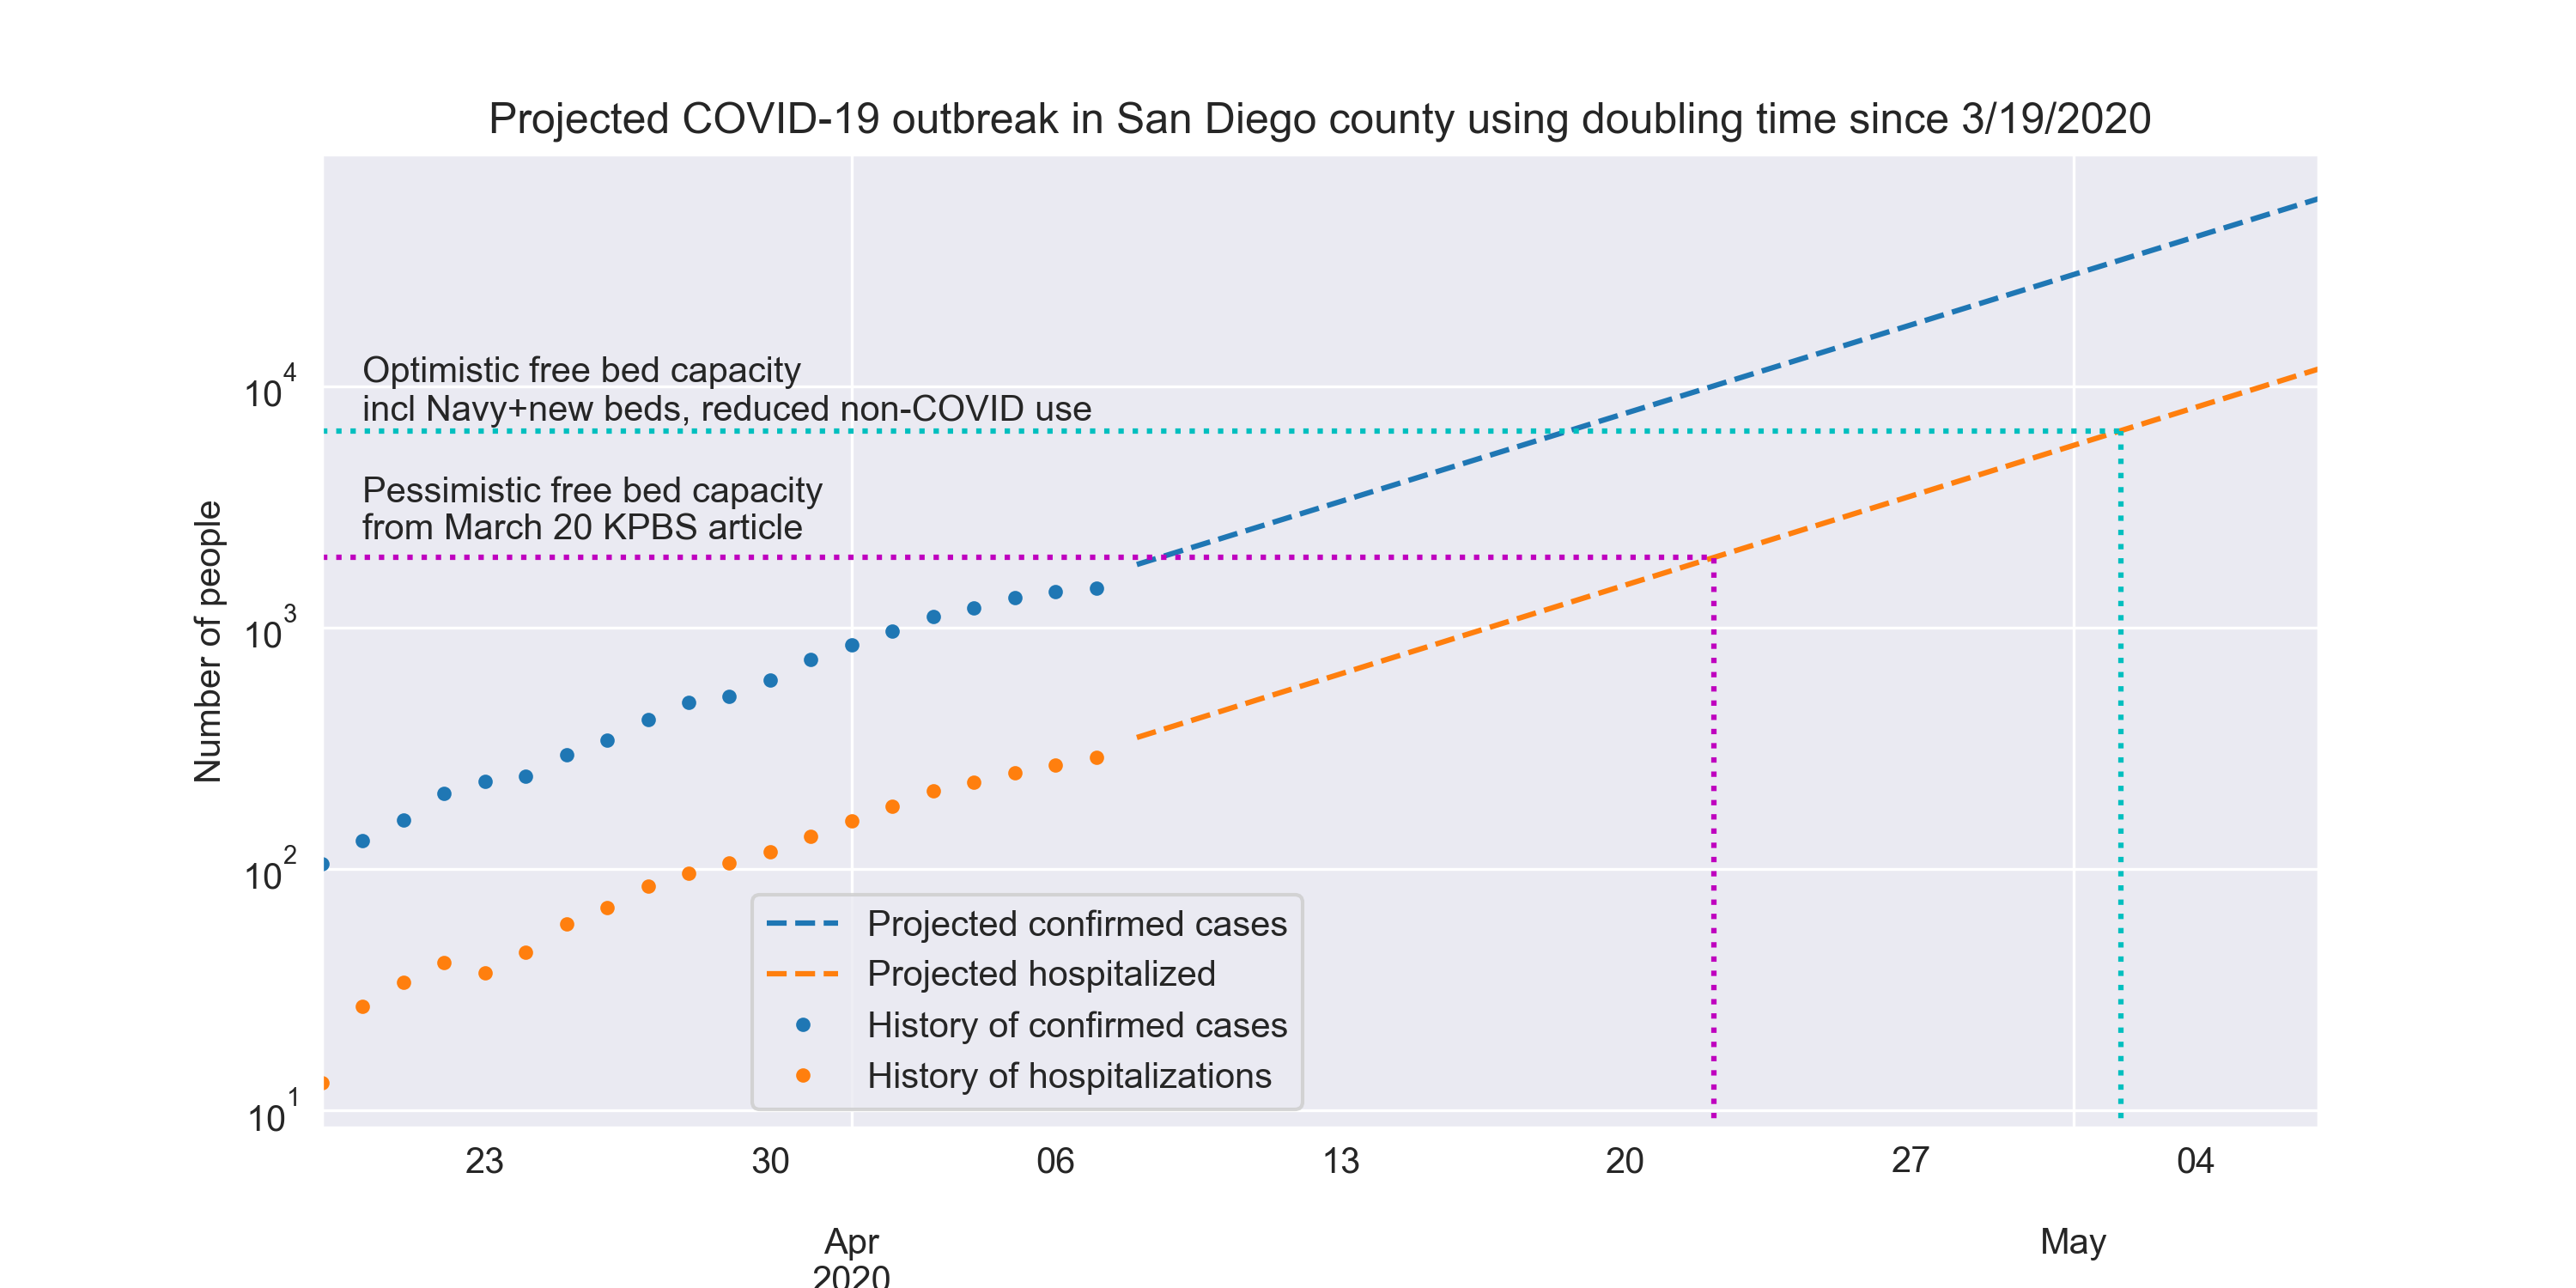 Projected COVID-19 outbreak in San Diego county using doubling time since 3/19/2020
Optimistic free bed capacity
incl Navy+new beds, reduced non-COVID use
Pessimistic free bed capacity
from March 20 KPBS article
Number of people
10^4
10^3
10^2
10^1
Projected confirmed cases
Projected hospitalized
History of confirmed cases
History of hospitalizations
23 30 06 13 20 27 04
Apr May
2020